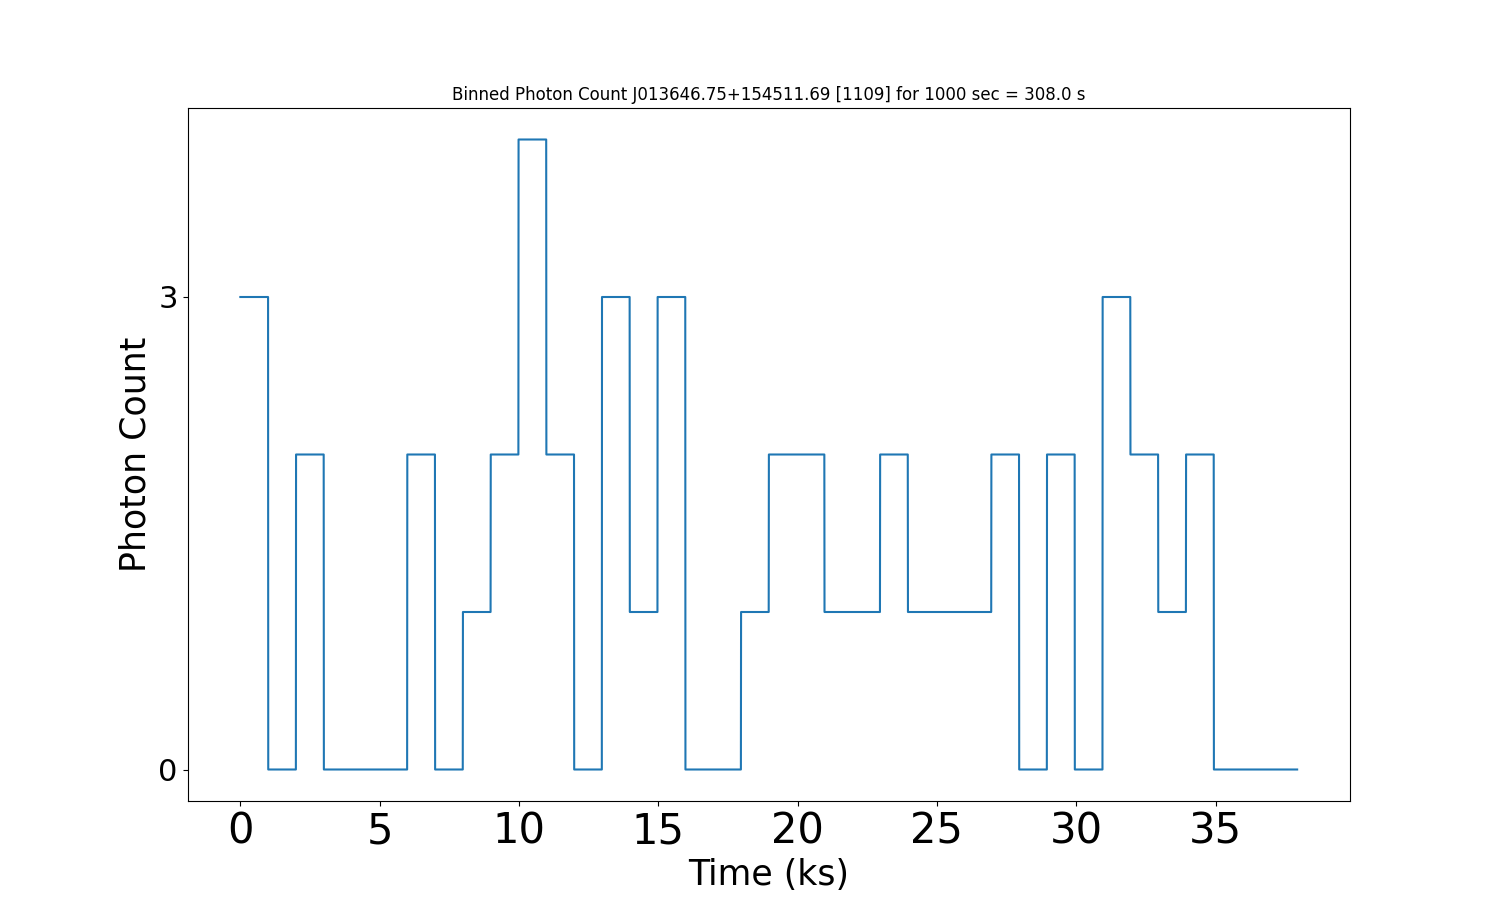 Binned Photon Count J013646.75+154511.69 [1109] for 1000 sec = 308.0 s
Photon Count
3
0
0 5 10 15 20 25 30 35
Time (ks)